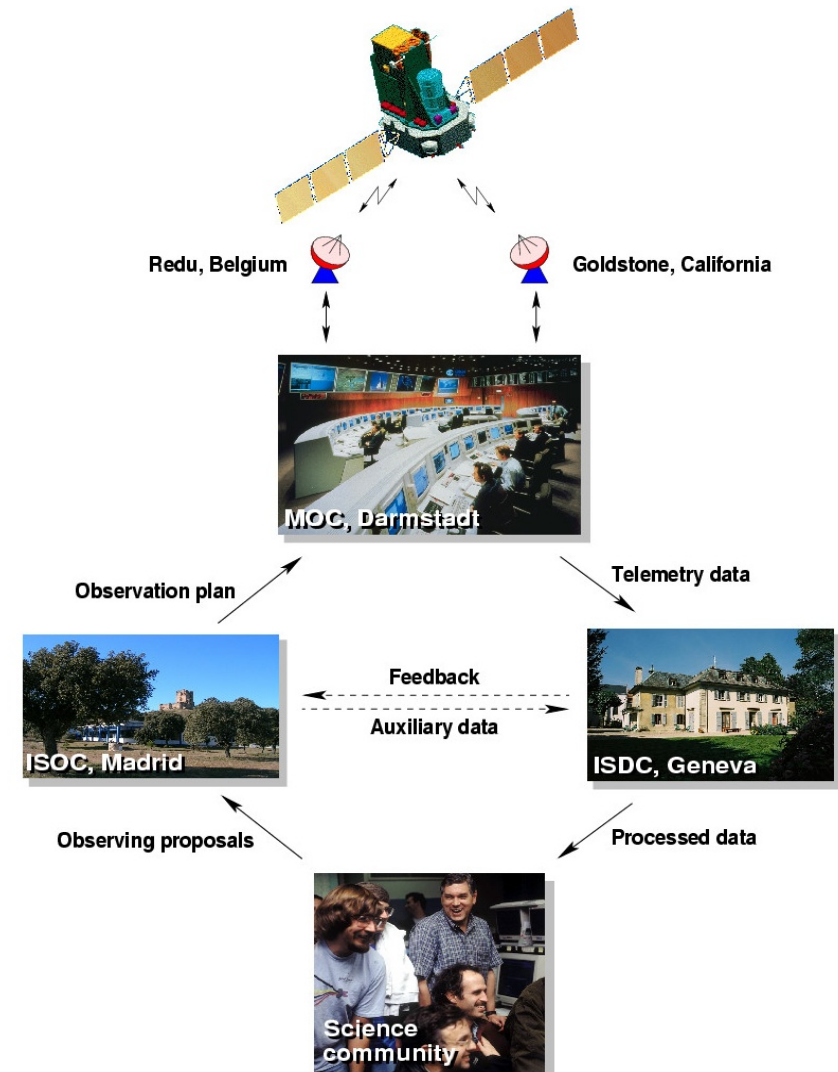 Redu, Belgium
Goldstone, California
MOC, Darmstadt
Observation plan
Telemetry data
Feedback
Auxiliary data
ISOC, Madrid
ISDC, Geneva
Observing proposals
Processed data
Science
community